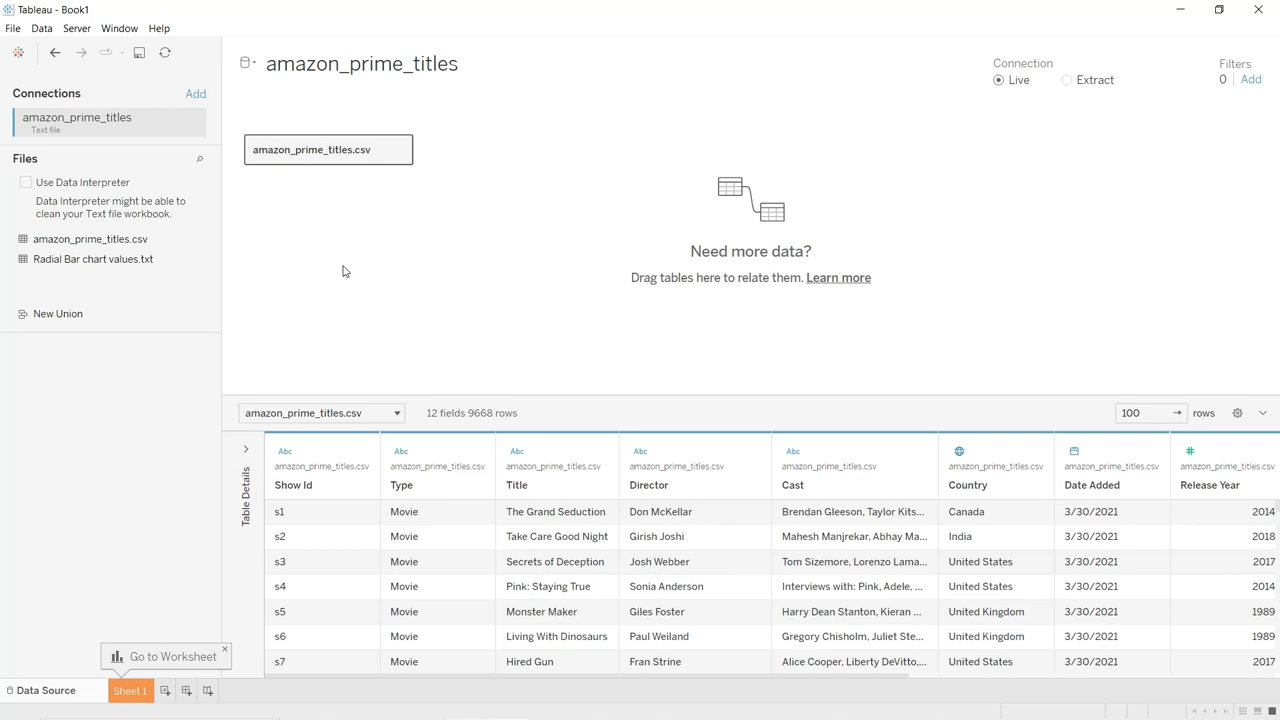 Tableau - Book1
File Data Server Window Help
Connections Add
amazon_prime_titles
Text file
Files
Use Data Interpreter
Data Interpreter might be able to
clean your Text file workbook.
amazon_prime_titles.csv
Radial Bar chart values.txt
New Union
amazon_prime_titles
Connection
Live Extract
Filters
0 Add
amazon_prime_titles.csv
Need more data?
Drag tables here to relate them. Learn more
amazon_prime_titles.csv 12 fields 9668 rows 100 rows
Table Details
Abc Abc Abc Abc Abc #
amazon_prime_titles.csv amazon_prime_titles.csv amazon_prime_titles.csv amazon_prime_titles.csv amazon_prime_titles.csv amazon_prime_titles.csv amazon_prime_titles.csv amazon_prime_titles.csv
Show Id Type Title Director Cast Country Date Added Release Year
s1 Movie The Grand Seduction Don McKellar Brendan Gleeson, Taylor Kits... Canada 3/30/2021 2014
s2 Movie Take Care Good Night Girish Joshi Mahesh Manjrekar, Abhay Ma... India 3/30/2021 2018
s3 Movie Secrets of Deception Josh Webber Tom Sizemore, Lorenzo Lama... United States 3/30/2021 2017
s4 Movie Pink: Staying True Sonia Anderson Interviews with: Pink, Adele, ... United States 3/30/2021 2014
s5 Movie Monster Maker Giles Foster Harry Dean Stanton, Kieran ... United Kingdom 3/30/2021 1989
s6 Movie Living With Dinosaurs Paul Weiland Gregory Chisholm, Juliet Ste... United Kingdom 3/30/2021 1989
s7 Movie Hired Gun Fran Strine Alice Cooper, Liberty DeVitto,... United States 3/30/2021 2017
Go to Worksheet
Data Source Sheet 1